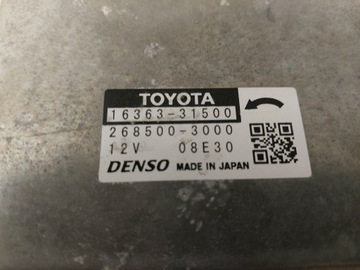 TOYOTA
16363-31500
268500-3000
12V 08E30
DENSO MADE IN JAPAN